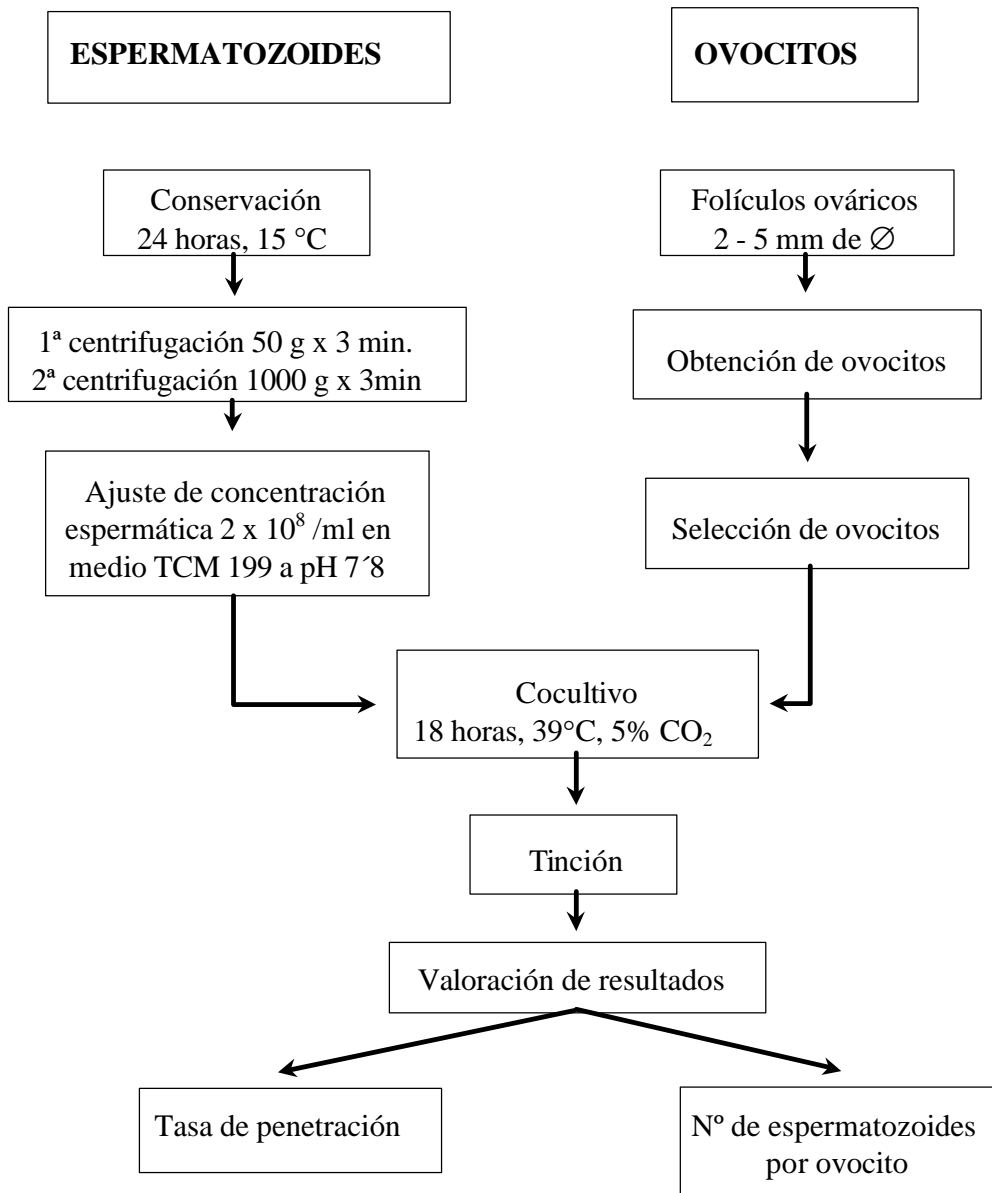 ESPERMATOZOIDES
OVOCITOS
Conservación
24 horas, 15 °C
Folículos ováricos
2 - 5 mm de ∅
1ª centrifugación 50 g x 3 min.
2ª centrifugación 1000 g x 3min
Obtención de ovocitos
Ajuste de concentración
espermática 2 x 10⁸ /ml en
medio TCM 199 a pH 7´8
Selección de ovocitos
Cocultivo
18 horas, 39°C, 5% CO₂
Tinción
Valoración de resultados
Tasa de penetración
Nº de espermatozoides
por ovocito